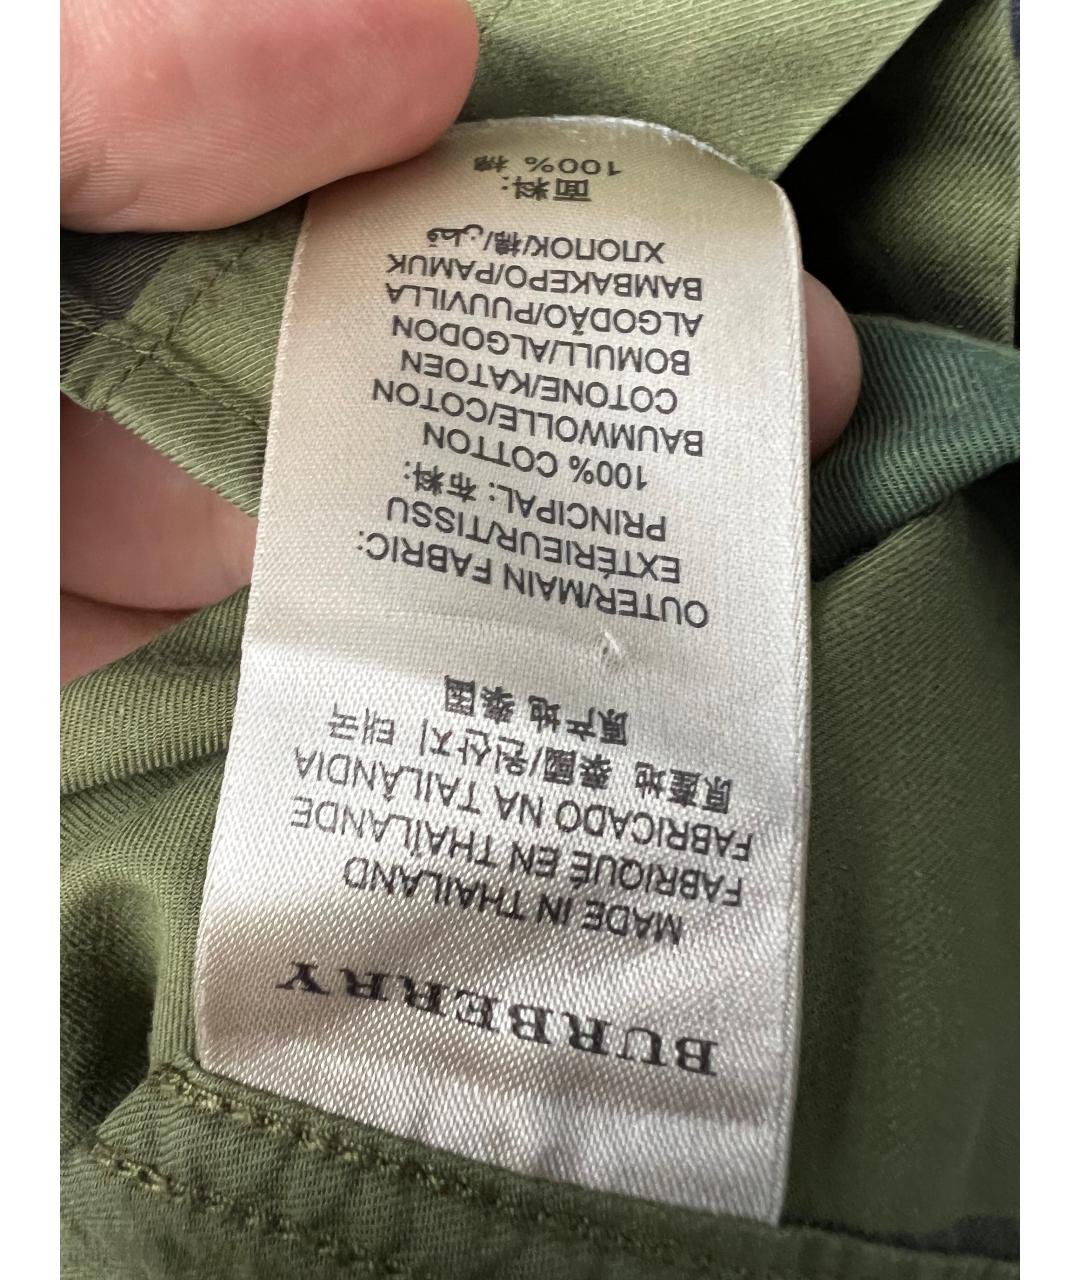 BURBERRY
MADE IN THAILAND
FABRIQUÉ EN THAÏLANDE
FABRICADO NA TAILÂNDIA
原產地 泰國/원산지 태국
原产地 泰国
OUTER/MAIN FABRIC:
EXTÉRIEUR/TISSU
PRINCIPAL: 布料:
100% COTTON
BAUMWOLLE/COTON
COTONE/KATOEN
BOMULL/ALGODON
ALGODÃO/PUUVILLA
ΒΑΜΒΑΚΕΡΟ/PAMUK
ХЛОПОК/棉/قطن
面料:
100% 棉